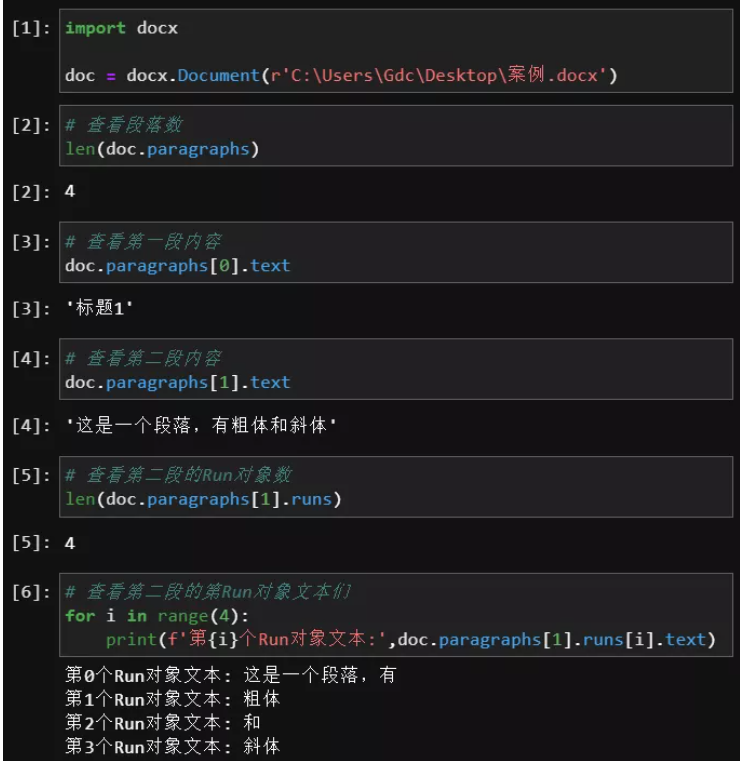 [1]: import docx
doc = docx.Document(r'C:\Users\Gdc\Desktop\案例.docx')
[2]: # 查看段落数
len(doc.paragraphs)
[2]: 4
[3]: # 查看第一段内容
doc.paragraphs[0].text
[3]: '标题1'
[4]: # 查看第二段内容
doc.paragraphs[1].text
[4]: '这是一个段落，有粗体和斜体'
[5]: # 查看第二段的Run对象数
len(doc.paragraphs[1].runs)
[5]: 4
[6]: # 查看第二段的第Run对象文本们
for i in range(4):
    print(f'第{i}个Run对象文本:',doc.paragraphs[1].runs[i].text)
第0个Run对象文本: 这是一个段落，有
第1个Run对象文本: 粗体
第2个Run对象文本: 和
第3个Run对象文本: 斜体